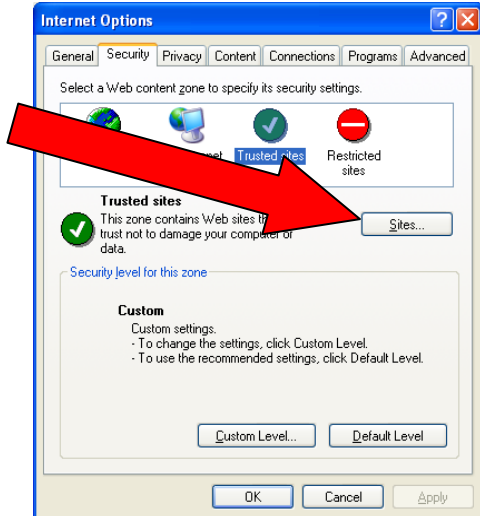 Internet Options
General Security Privacy Content Connections Programs Advanced
Select a Web content zone to specify its security settings.
Trusted sites Restricted
sites
Trusted sites
This zone contains Web sites
trust not to damage your computer or
data.
Sites...
Security level for this zone
Custom
Custom settings.
- To change the settings, click Custom Level.
- To use the recommended settings, click Default Level.
Custom Level... Default Level
OK Cancel Apply